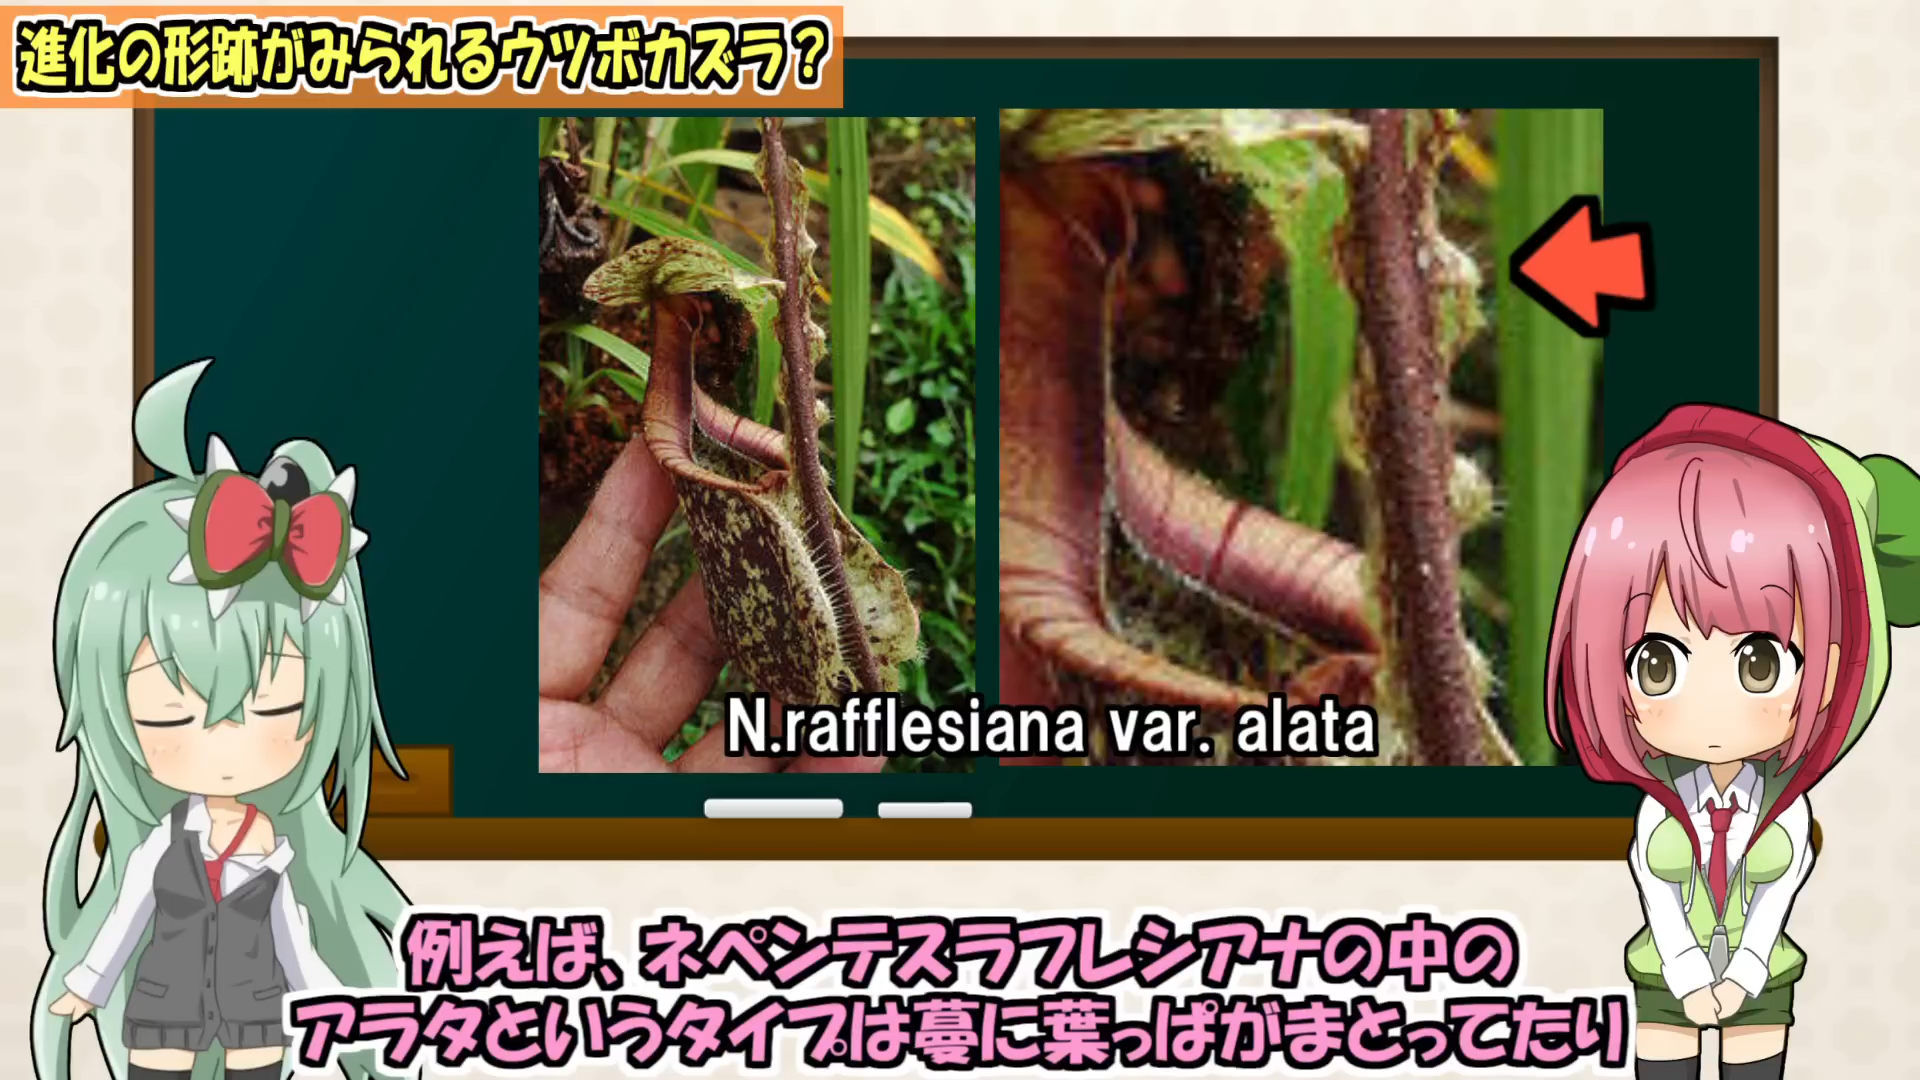 進化の形跡がみられるウツボカズラ？
N.rafflesiana var. alata
例えば、ネペンテスラフレシアナの中の
アラタというタイプは蔓に葉っぱがまとってたり